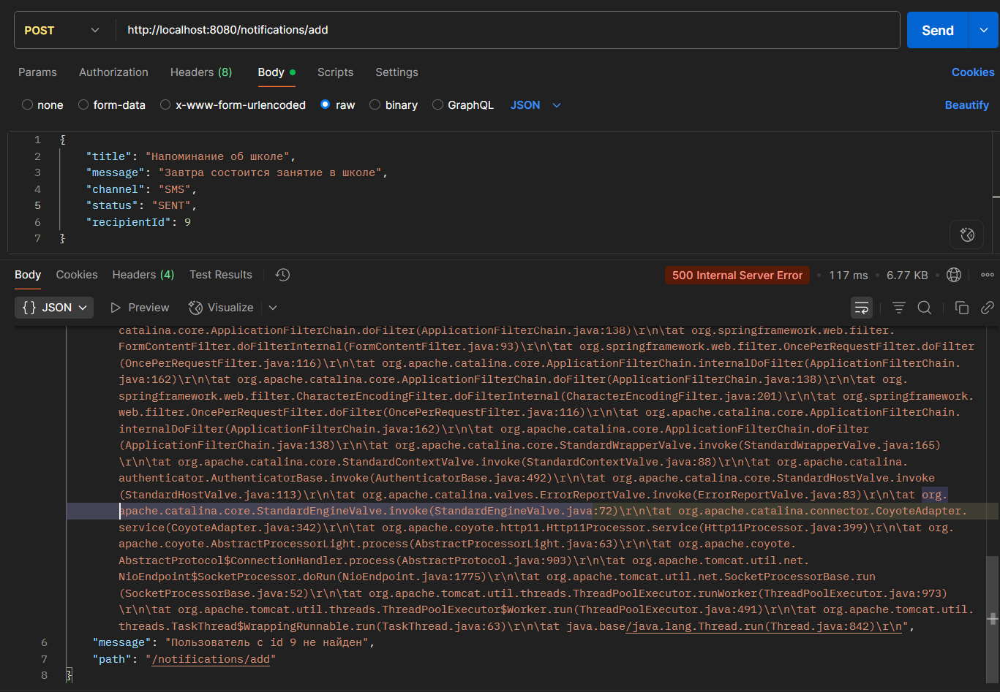 POST http://localhost:8080/notifications/add Send
Params Authorization Headers (8) Body Scripts Settings Cookies
none form-data x-www-form-urlencoded raw binary GraphQL JSON Beautify
1 {
2 "title": "Напоминание об школе",
3 "message": "Завтра состоится занятие в школе",
4 "channel": "SMS",
5 "status": "SENT",
6 "recipientId": 9
7 }
Body Cookies Headers (4) Test Results 500 Internal Server Error 117 ms 6.77 KB
{} JSON Preview Visualize
catalina.core.ApplicationFilterChain.doFilter(ApplicationFilterChain.java:138)\r\n\tat org.springframework.web.filter.
FormContentFilter.doFilterInternal(FormContentFilter.java:93)\r\n\tat org.springframework.web.filter.OncePerRequestFilter.doFilter
(OncePerRequestFilter.java:116)\r\n\tat org.apache.catalina.core.ApplicationFilterChain.internalDoFilter(ApplicationFilterChain.
java:162)\r\n\tat org.apache.catalina.core.ApplicationFilterChain.doFilter(ApplicationFilterChain.java:138)\r\n\tat org.
springframework.web.filter.CharacterEncodingFilter.doFilterInternal(CharacterEncodingFilter.java:201)\r\n\tat org.springframework.
web.filter.OncePerRequestFilter.doFilter(OncePerRequestFilter.java:116)\r\n\tat org.apache.catalina.core.ApplicationFilterChain.
internalDoFilter(ApplicationFilterChain.java:162)\r\n\tat org.apache.catalina.core.ApplicationFilterChain.doFilter
(ApplicationFilterChain.java:138)\r\n\tat org.apache.catalina.core.StandardWrapperValve.invoke(StandardWrapperValve.java:165)
\r\n\tat org.apache.catalina.core.StandardContextValve.invoke(StandardContextValve.java:88)\r\n\tat org.apache.catalina.
authenticator.AuthenticatorBase.invoke(AuthenticatorBase.java:492)\r\n\tat org.apache.catalina.core.StandardHostValve.invoke
(StandardHostValve.java:113)\r\n\tat org.apache.catalina.valves.ErrorReportValve.invoke(ErrorReportValve.java:83)\r\n\tat org.
apache.catalina.core.StandardEngineValve.invoke(StandardEngineValve.java:72)\r\n\tat org.apache.catalina.connector.CoyoteAdapter.
service(CoyoteAdapter.java:342)\r\n\tat org.apache.coyote.http11.Http11Processor.service(Http11Processor.java:399)\r\n\tat org.
apache.coyote.AbstractProcessorLight.process(AbstractProcessorLight.java:63)\r\n\tat org.apache.coyote.
AbstractProtocol$ConnectionHandler.process(AbstractProtocol.java:903)\r\n\tat org.apache.tomcat.util.net.
NioEndpoint$SocketProcessor.doRun(NioEndpoint.java:1775)\r\n\tat org.apache.tomcat.util.net.SocketProcessorBase.run
(SocketProcessorBase.java:52)\r\n\tat org.apache.tomcat.util.threads.ThreadPoolExecutor.runWorker(ThreadPoolExecutor.java:973)
\r\n\tat org.apache.tomcat.util.threads.ThreadPoolExecutor$Worker.run(ThreadPoolExecutor.java:491)\r\n\tat org.apache.tomcat.util.
threads.TaskThread$WrappingRunnable.run(TaskThread.java:63)\r\n\tat java.base/java.lang.Thread.run(Thread.java:842)\r\n",
6 "message": "Пользователь с id 9 не найден",
7 "path": "/notifications/add"
8 }